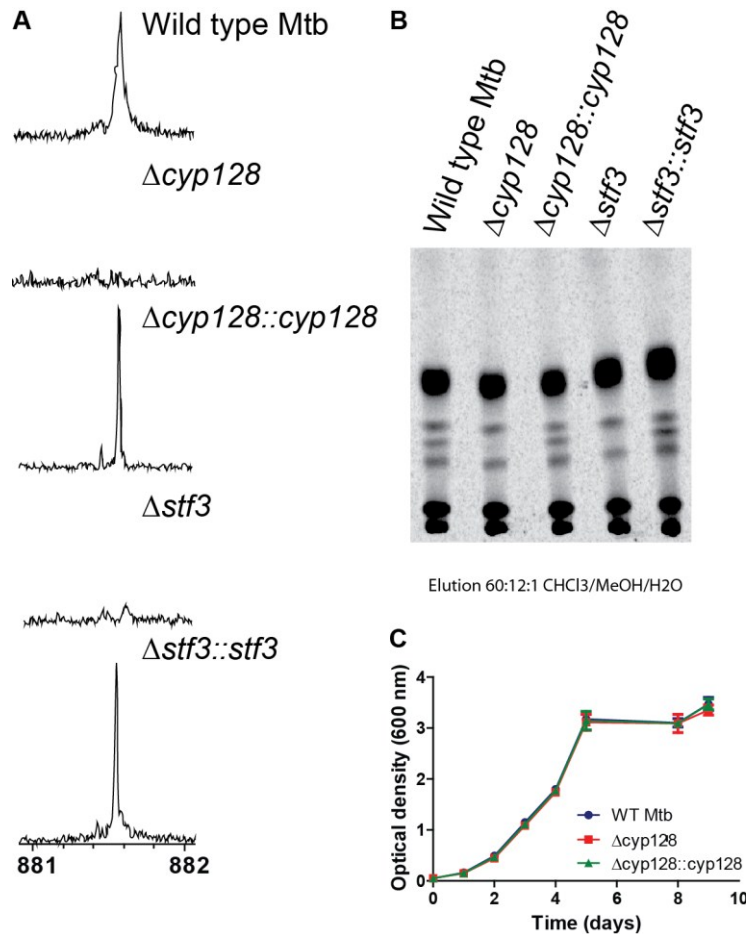 A
Wild type Mtb
Δcyp128
Δcyp128::cyp128
Δstf3
Δstf3::stf3
881
882
B
Wild type Mtb
Δcyp128
Δcyp128::cyp128
Δstf3
Δstf3::stf3
Elution 60:12:1 CHCl3/MeOH/H2O
C
Optical density (600 nm)
4
3
2
1
0
WT Mtb
Δcyp128
Δcyp128::cyp128
0 2 4 6 8 10
Time (days)